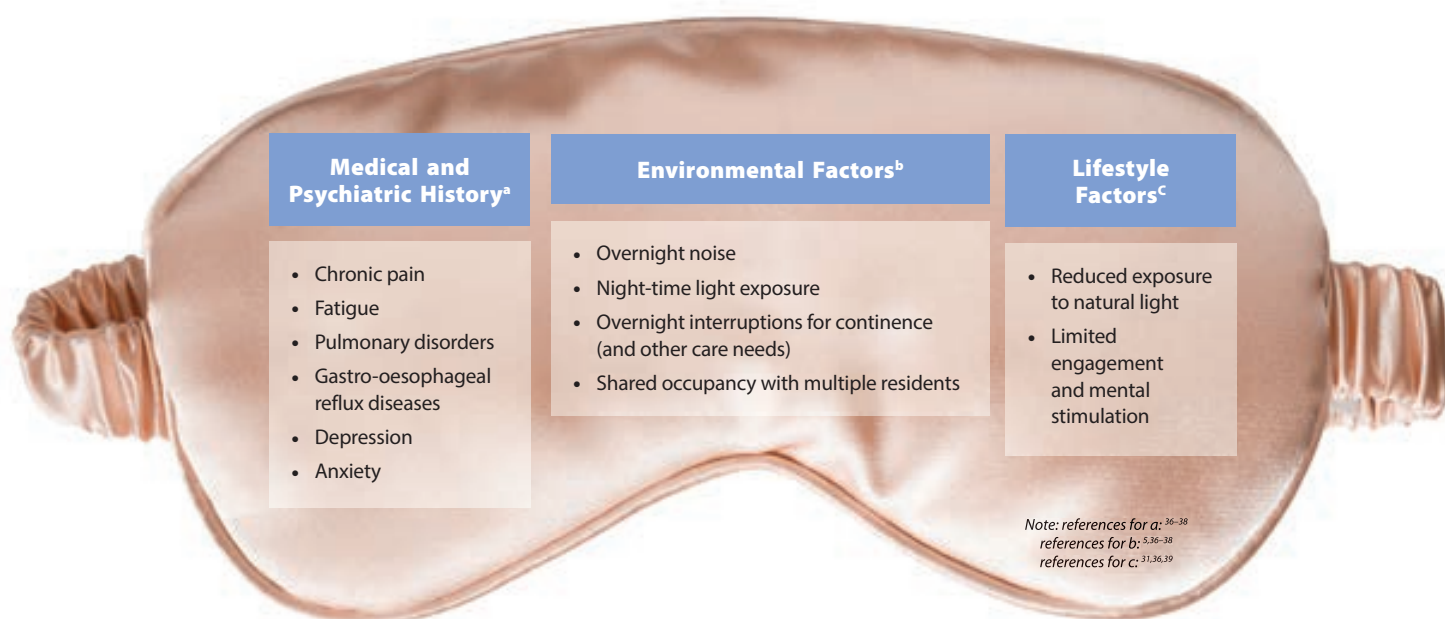 Medical and
Psychiatric Historyᵃ
• Chronic pain
• Fatigue
• Pulmonary disorders
• Gastro-oesophageal
reflux diseases
• Depression
• Anxiety
Environmental Factorsᵇ
• Overnight noise
• Night-time light exposure
• Overnight interruptions for continence
(and other care needs)
• Shared occupancy with multiple residents
Lifestyle
Factorsᶜ
• Reduced exposure
to natural light
• Limited
engagement
and mental
stimulation
Note: references for a: ³⁶⁻³⁸
references for b: ⁵,³⁶⁻³⁸
references for c: ³¹,³⁶,³⁹